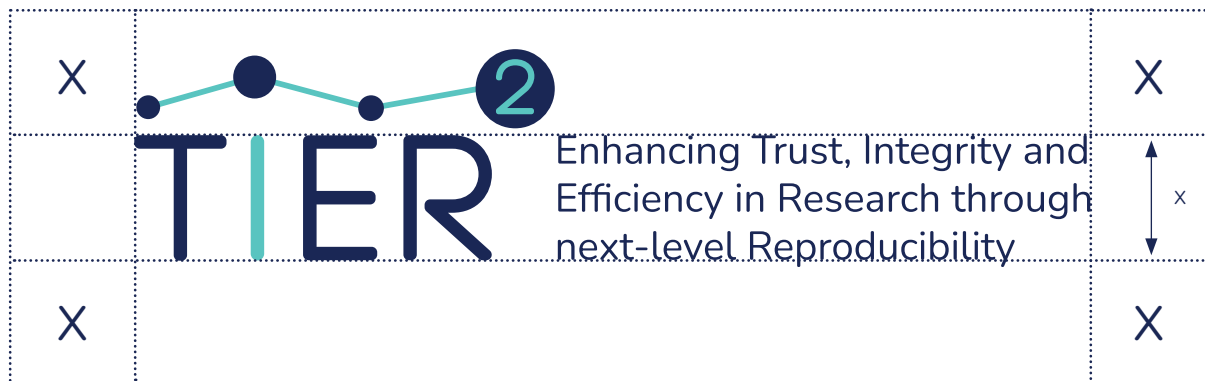 X
X
2
TIER
Enhancing Trust, Integrity and
Efficiency in Research through
next-level Reproducibility
x
X
X